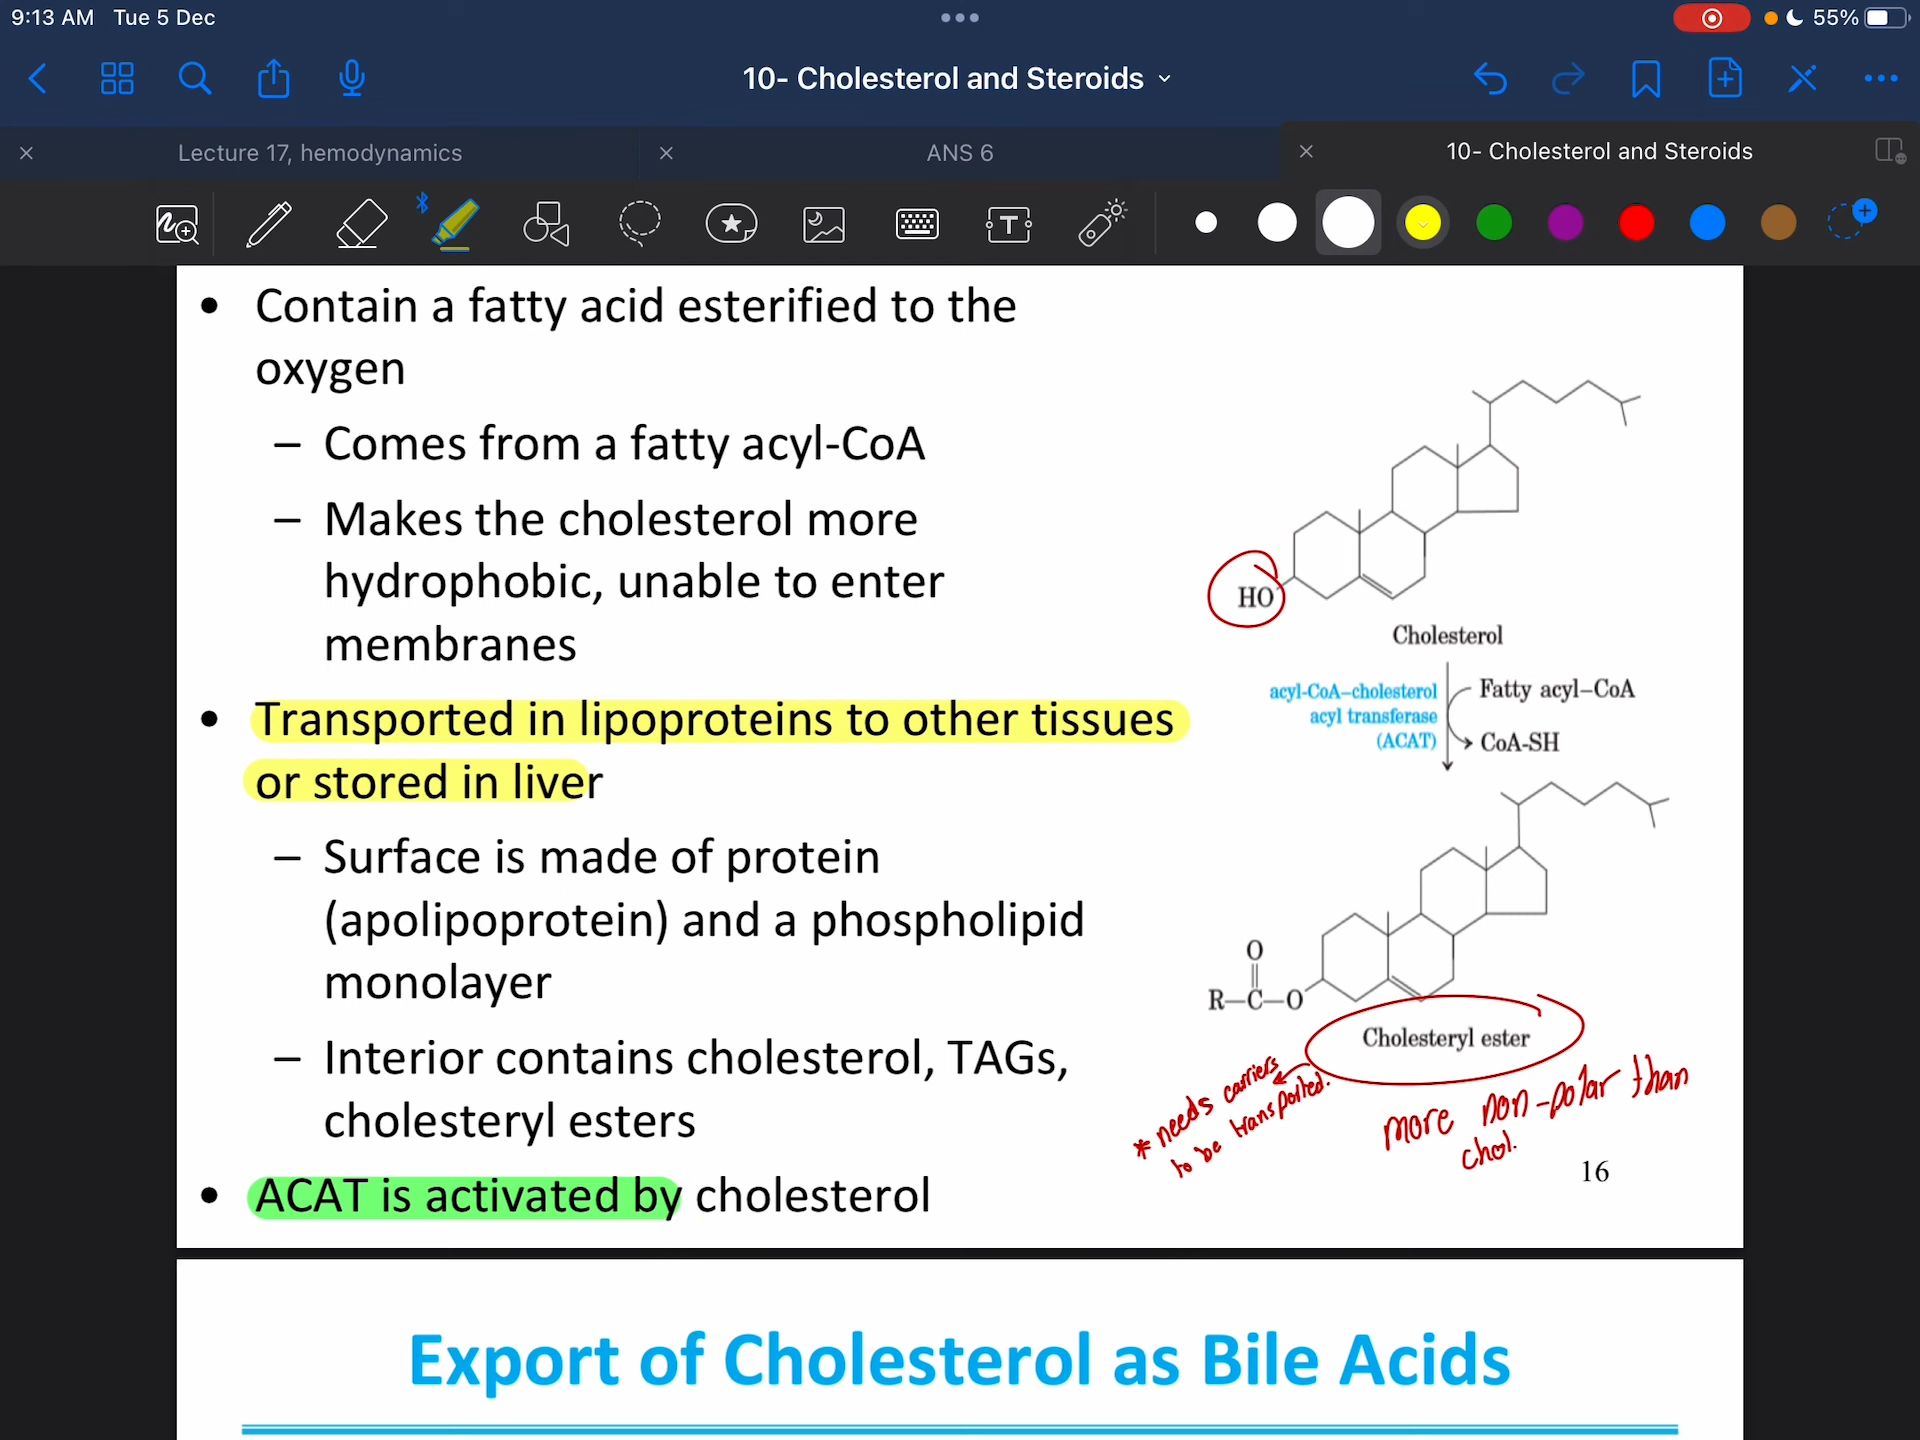 9:13 AM Tue 5 Dec
55%
10- Cholesterol and Steroids
Lecture 17, hemodynamics
ANS 6
10- Cholesterol and Steroids
• Contain a fatty acid esterified to the
oxygen
– Comes from a fatty acyl-CoA
– Makes the cholesterol more
hydrophobic, unable to enter
membranes
• Transported in lipoproteins to other tissues
or stored in liver
– Surface is made of protein
(apolipoprotein) and a phospholipid
monolayer
– Interior contains cholesterol, TAGs,
cholesteryl esters
• ACAT is activated by cholesterol
HO
Cholesterol
acyl-CoA–cholesterol
acyl transferase
(ACAT)
Fatty acyl–CoA
CoA-SH
O
R–C–O
Cholesteryl ester
* needs carriers
to be transported.
more non-polar than
chol.
16
Export of Cholesterol as Bile Acids